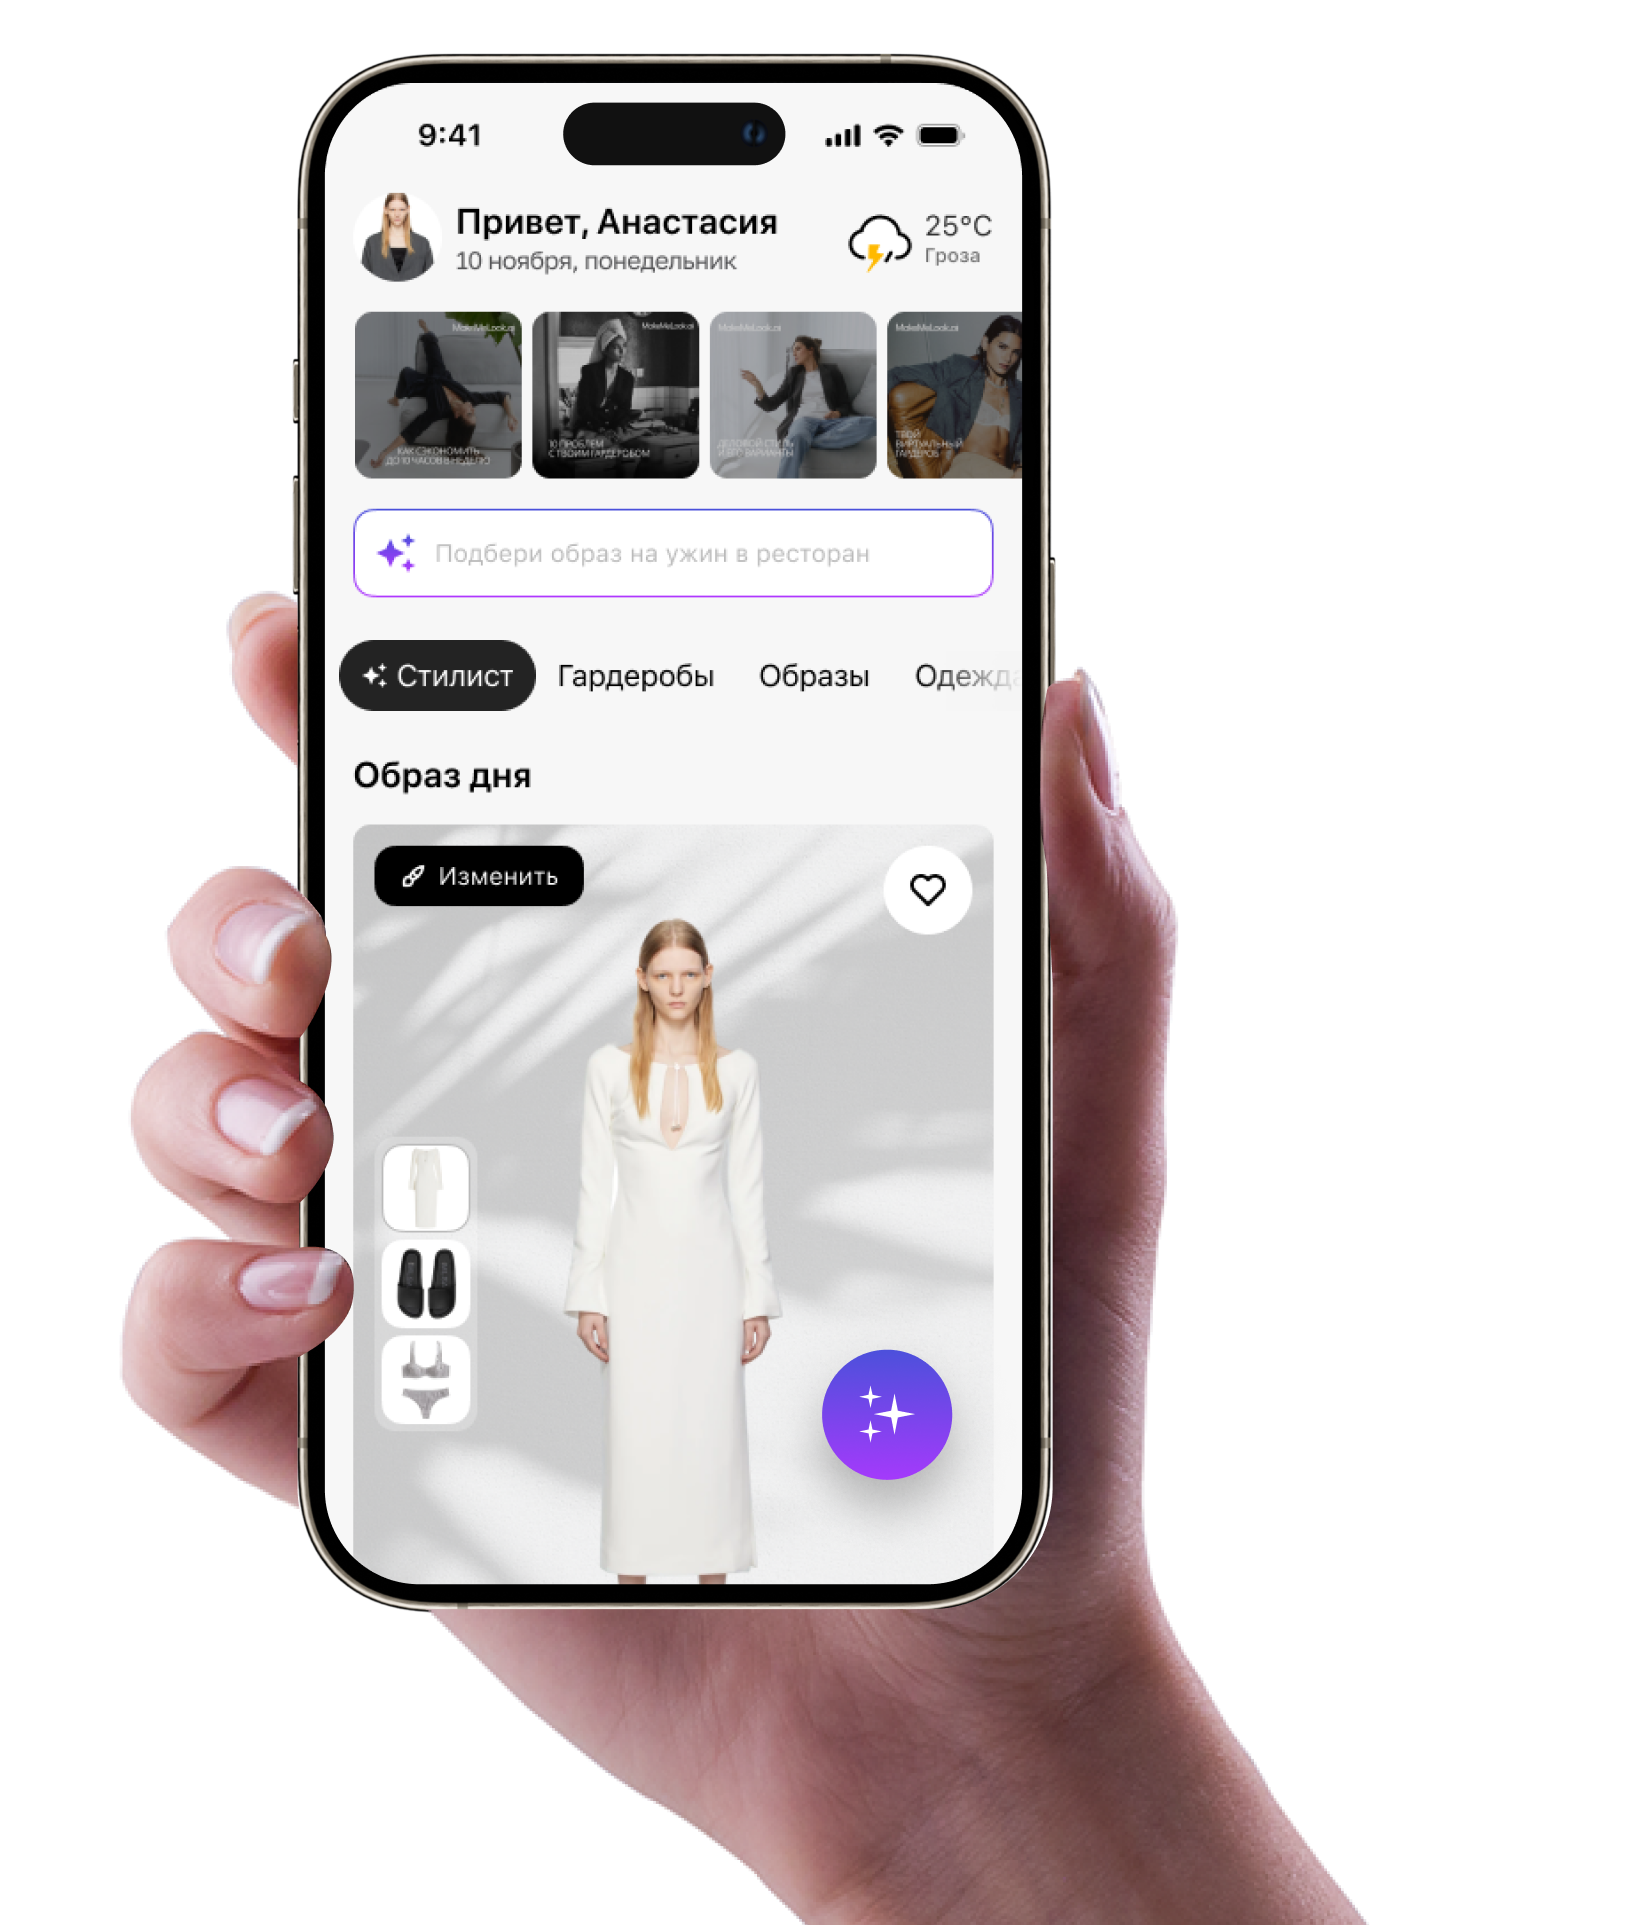 9:41
Привет, Анастасия
10 ноября, понедельник
25°C
Гроза
MakeMeLook.ai
КАК СЭКОНОМИТЬ
ДО 10 ЧАСОВ В НЕДЕЛЮ
MakeMeLook.ai
10 ПРОБЛЕМ
С ТВОИМ ГАРДЕРОБОМ
MakeMeLook.ai
ДЕЛОВОЙ СТИЛЬ
И ЕГО ВАРИАНТЫ
MakeMeLook.ai
ТВОЙ
ВИРТУАЛЬНЫЙ
ГАРДЕРОБ
Подбери образ на ужин в ресторан
Стилист
Гардеробы
Образы
Одежда
Образ дня
Изменить